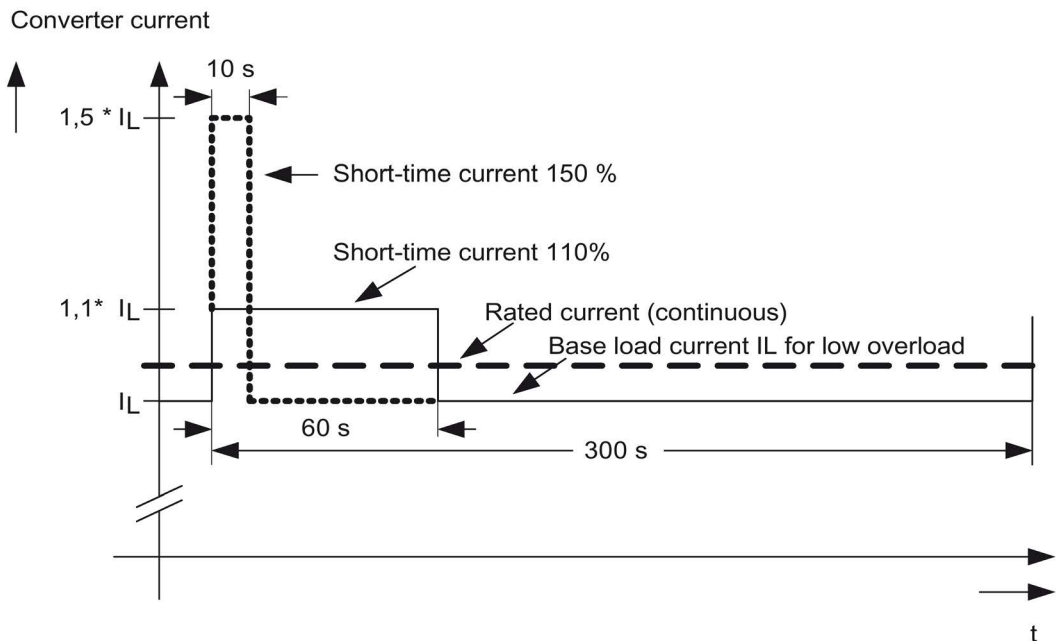 Converter current
10 s
1,5 * IL
Short-time current 150 %
Short-time current 110%
1,1* IL
Rated current (continuous)
Base load current IL for low overload
IL
60 s
300 s
t